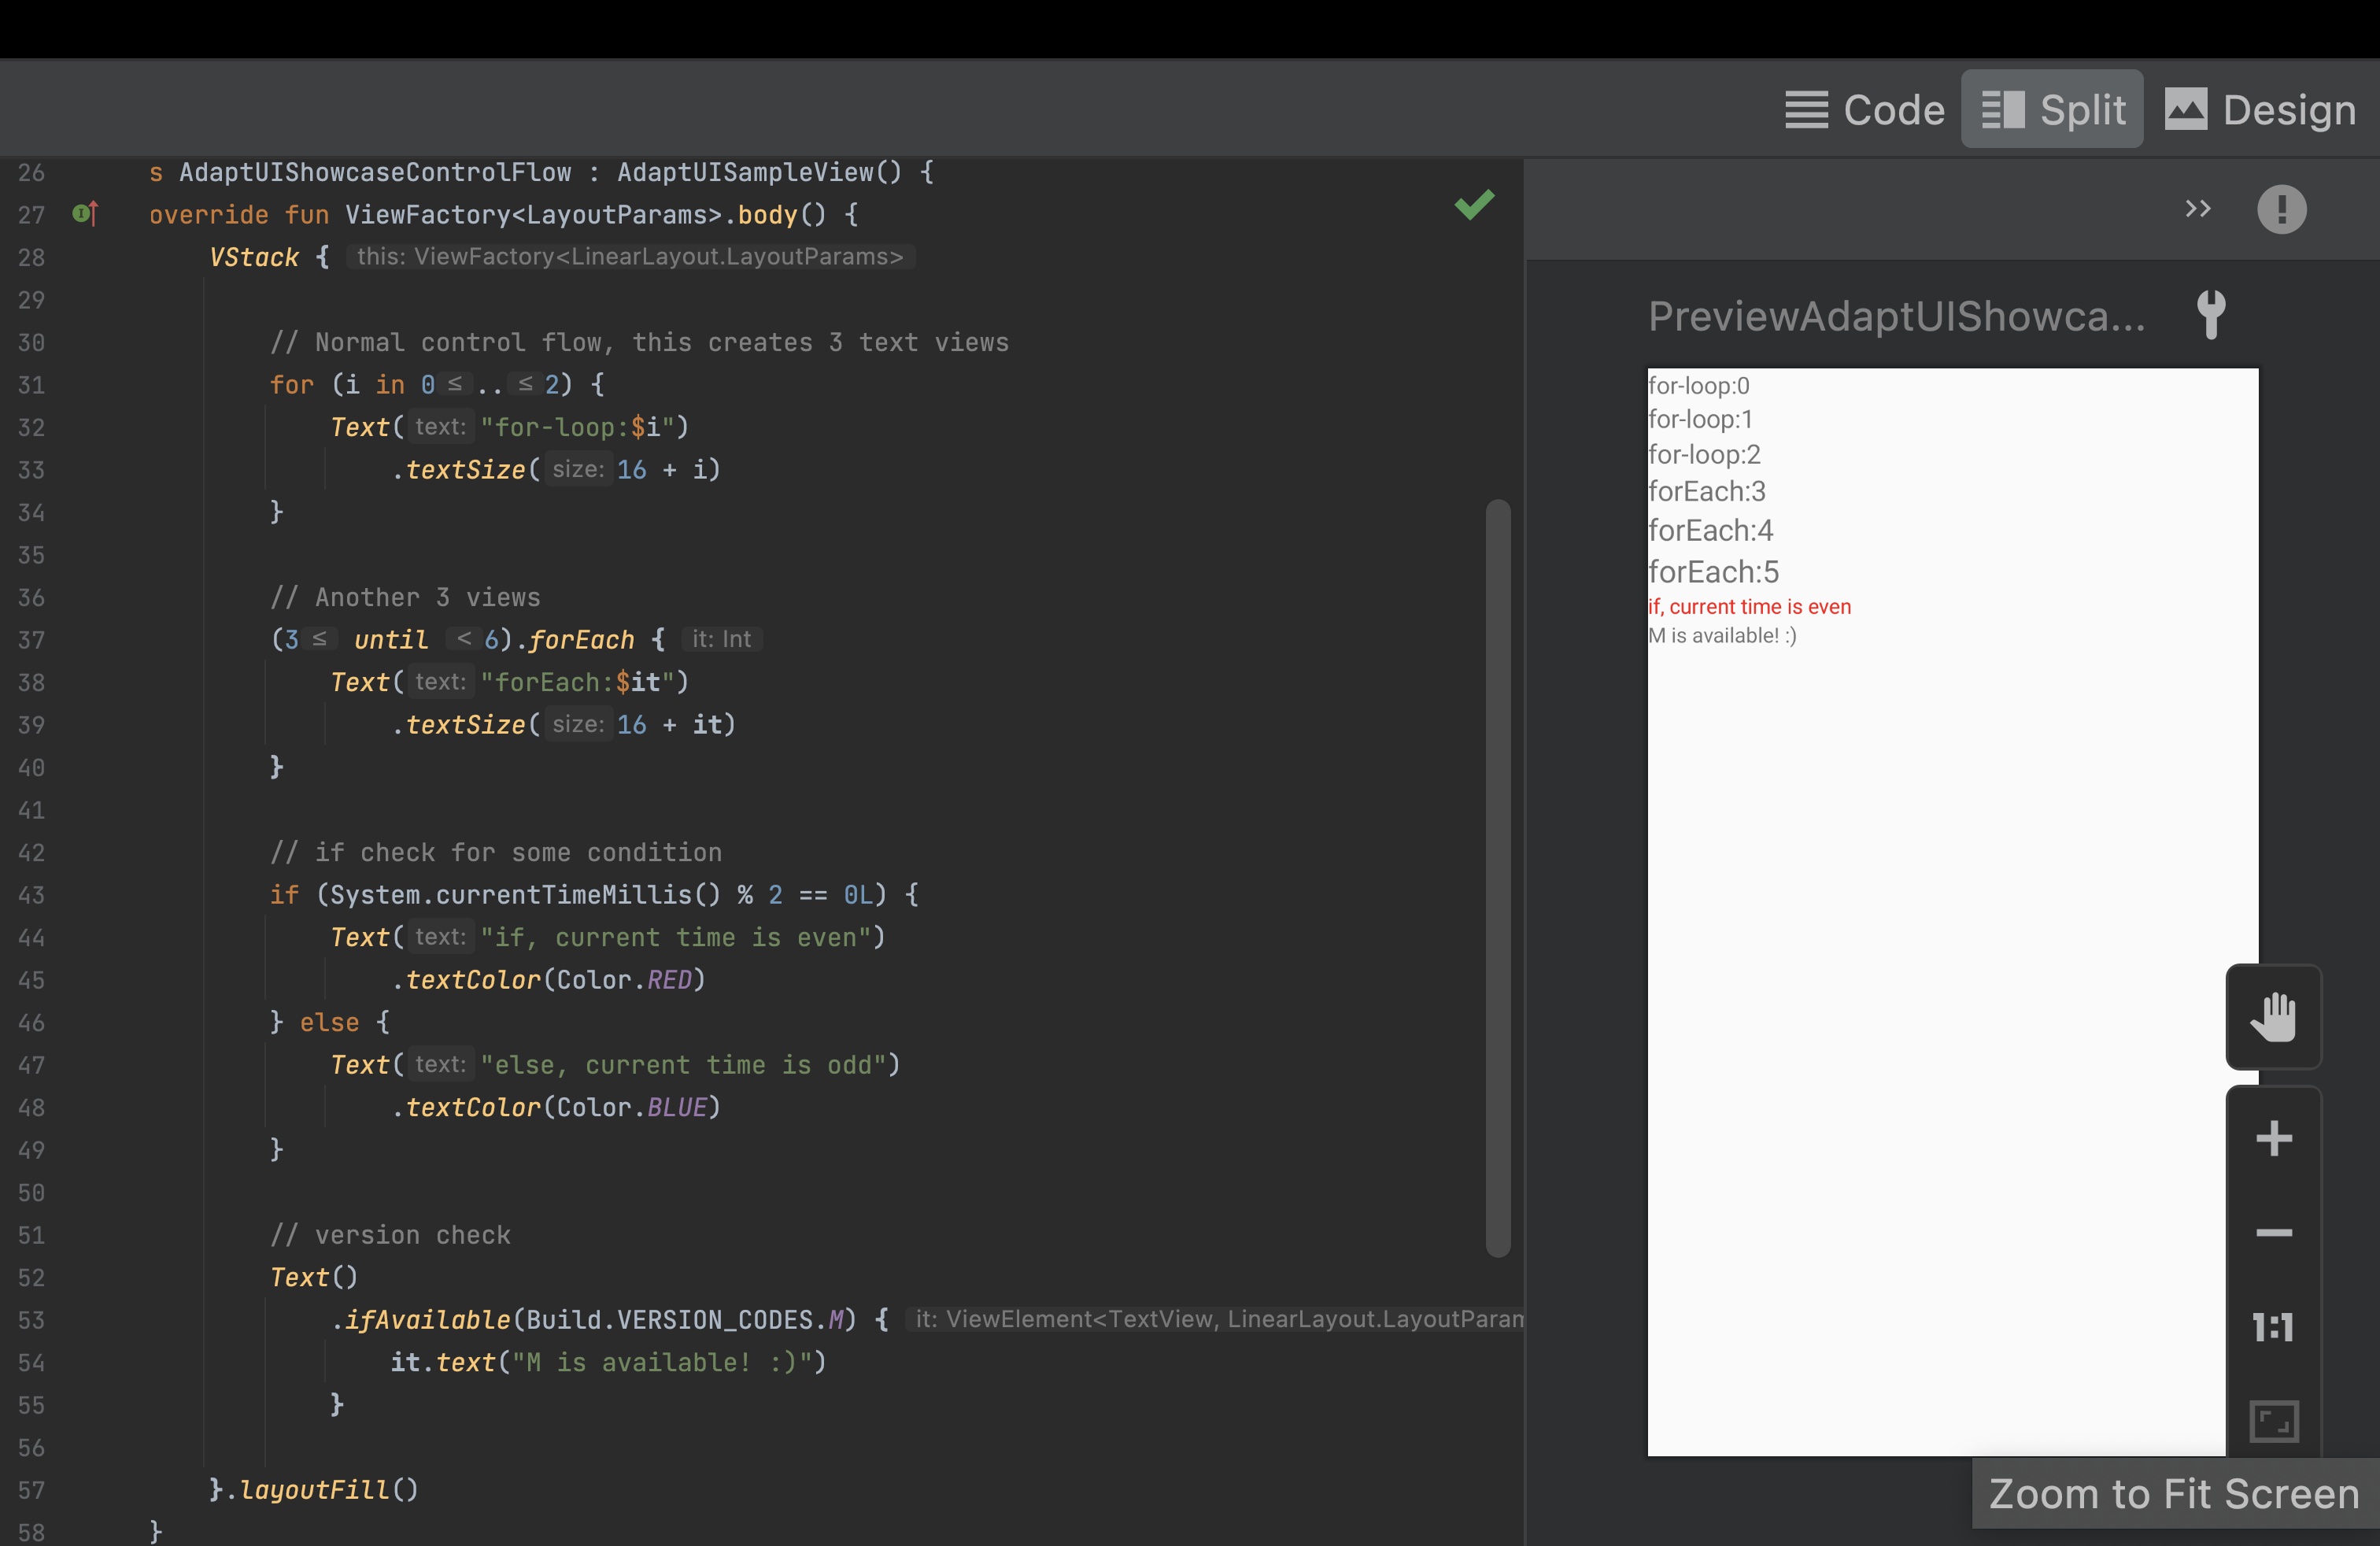 Code Split Design
26 s AdaptUIShowcaseControlFlow : AdaptUISampleView() {
27 override fun ViewFactory<LayoutParams>.body() {
28 VStack { this: ViewFactory<LinearLayout.LayoutParams>
29
30 // Normal control flow, this creates 3 text views
31 for (i in 0 ≤ .. ≤ 2) {
32 Text( text: "for-loop:$i")
33 .textSize( size: 16 + i)
34 }
35
36 // Another 3 views
37 (3 ≤ until < 6).forEach { it: Int
38 Text( text: "forEach:$it")
39 .textSize( size: 16 + it)
40 }
41
42 // if check for some condition
43 if (System.currentTimeMillis() % 2 == 0L) {
44 Text( text: "if, current time is even")
45 .textColor(Color.RED)
46 } else {
47 Text( text: "else, current time is odd")
48 .textColor(Color.BLUE)
49 }
50
51 // version check
52 Text()
53 .ifAvailable(Build.VERSION_CODES.M) { it: ViewElement<TextView, LinearLayout.LayoutParam
54 it.text("M is available! :)")
55 }
56
57 }.layoutFill()
58 }
PreviewAdaptUIShowca...
for-loop:0
for-loop:1
for-loop:2
forEach:3
forEach:4
forEach:5
if, current time is even
M is available! :)
1:1
Zoom to Fit Screen